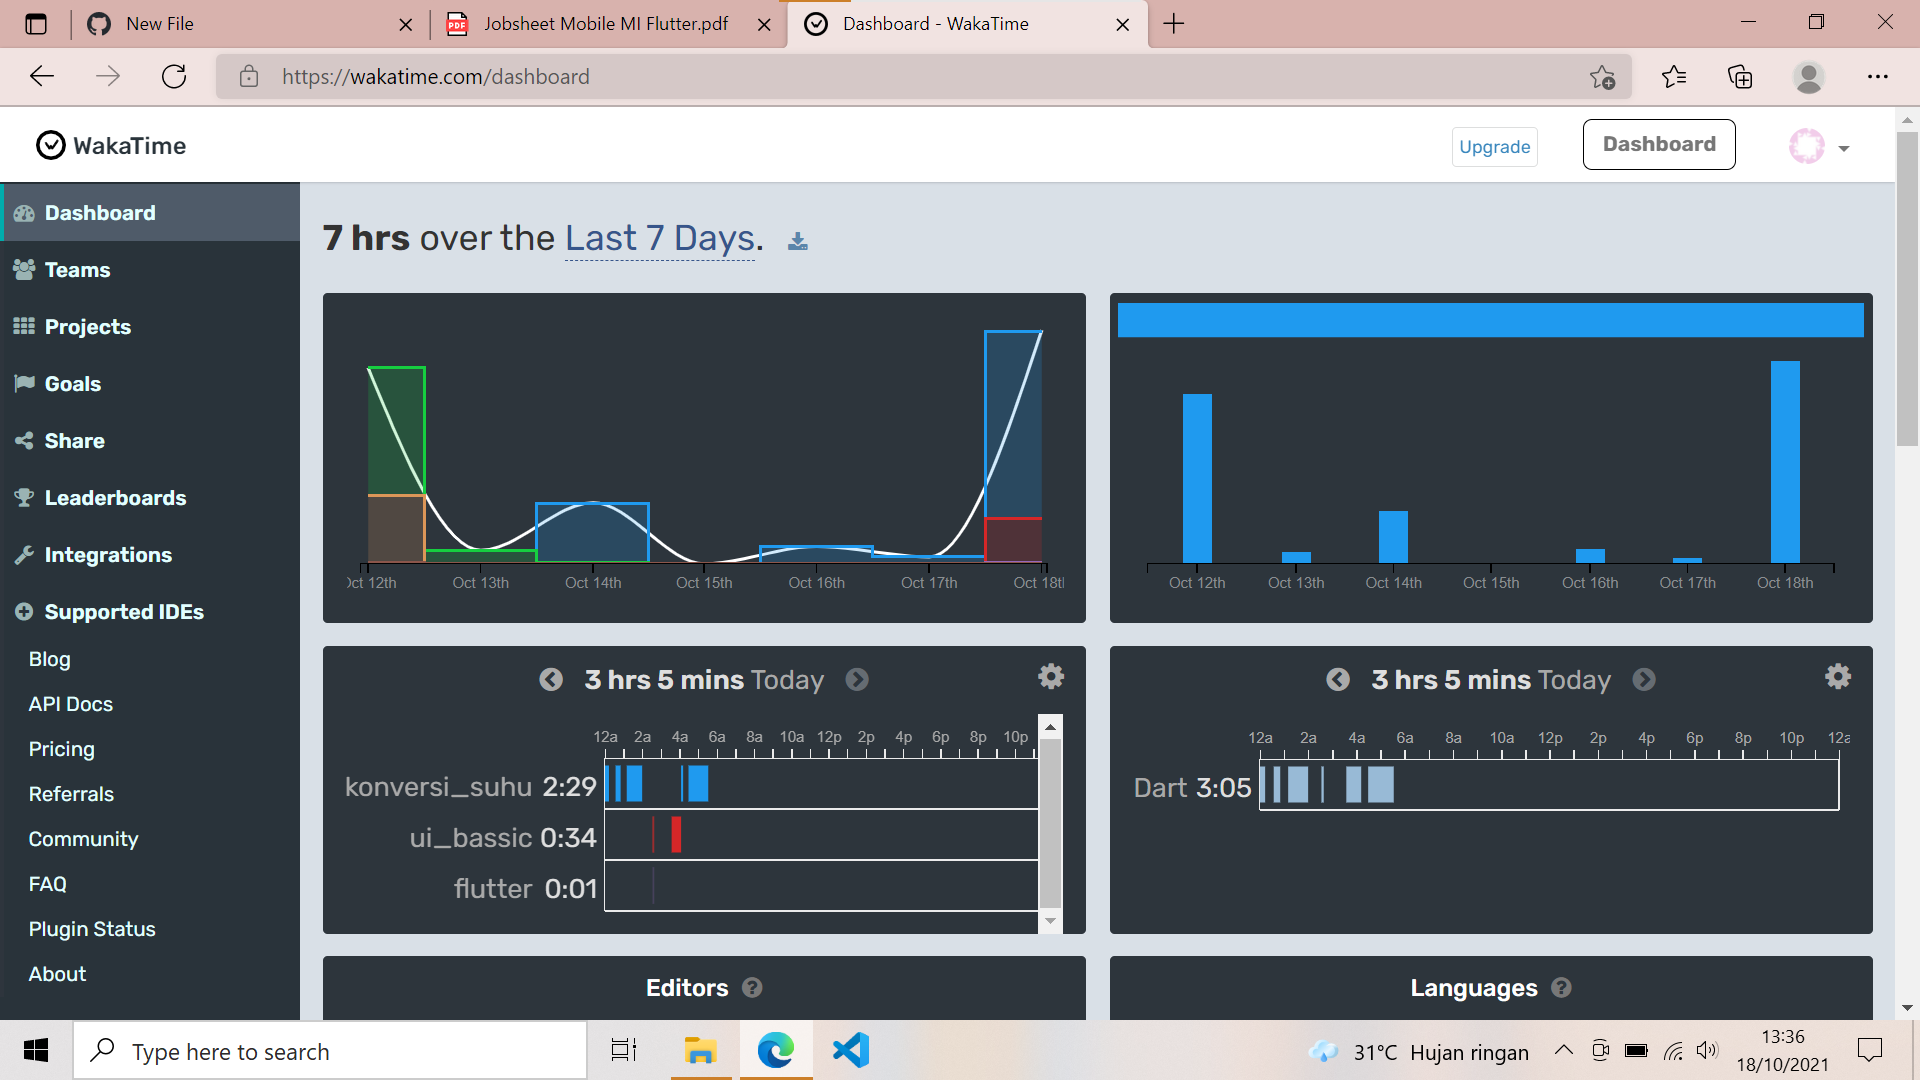 New File
Jobsheet Mobile MI Flutter.pdf
Dashboard - WakaTime
https://wakatime.com/dashboard
WakaTime
Upgrade
Dashboard
Dashboard
Teams
Projects
Goals
Share
Leaderboards
Integrations
Supported IDEs
Blog
API Docs
Pricing
Referrals
Community
FAQ
Plugin Status
About
7 hrs over the Last 7 Days.
Oct 12th Oct 13th Oct 14th Oct 15th Oct 16th Oct 17th Oct 18th
Oct 12th Oct 13th Oct 14th Oct 15th Oct 16th Oct 17th Oct 18th
3 hrs 5 mins Today
12a 2a 4a 6a 8a 10a 12p 2p 4p 6p 8p 10p
konversi_suhu 2:29
ui_bassic 0:34
flutter 0:01
3 hrs 5 mins Today
12a 2a 4a 6a 8a 10a 12p 2p 4p 6p 8p 10p 12a
Dart 3:05
Editors ?
Languages ?
Type here to search
31°C Hujan ringan
13:36
18/10/2021